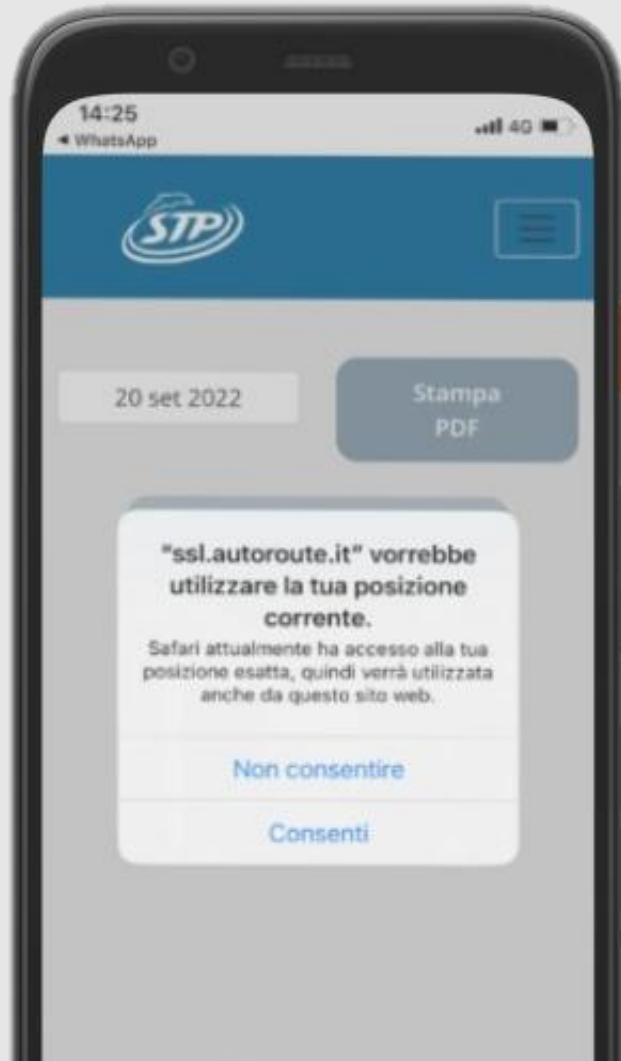 14:25
◀ WhatsApp
4G
STP
20 set 2022
Stampa
PDF
"ssl.autoroute.it" vorrebbe
utilizzare la tua posizione
corrente.
Safari attualmente ha accesso alla tua
posizione esatta, quindi verrà utilizzata
anche da questo sito web.
Non consentire
Consenti